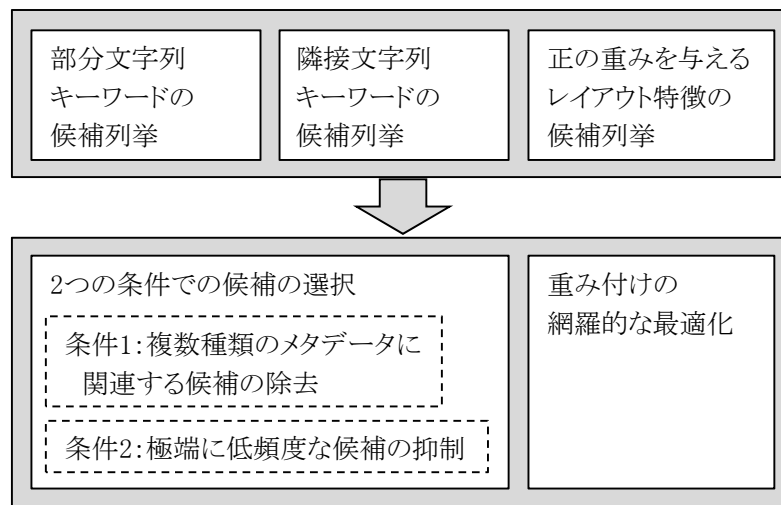 部分文字列
キーワードの
候補列挙
隣接文字列
キーワードの
候補列挙
正の重みを与える
レイアウト特徴の
候補列挙
2つの条件での候補の選択
条件1:複数種類のメタデータに
関連する候補の除去
条件2:極端に低頻度な候補の抑制
重み付けの
網羅的な最適化